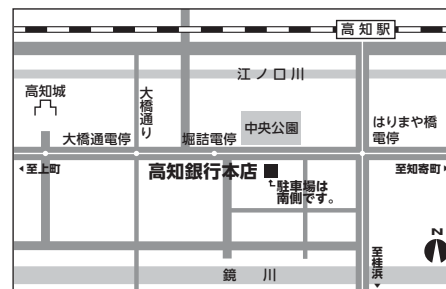 高知駅
江ノ口川
高知城
大橋通り
中央公園
はりまや橋
電停
大橋通電停
堀詰電停
至上町
高知銀行本店
至知寄町
駐車場は
南側です。
N
至桂浜
鏡川